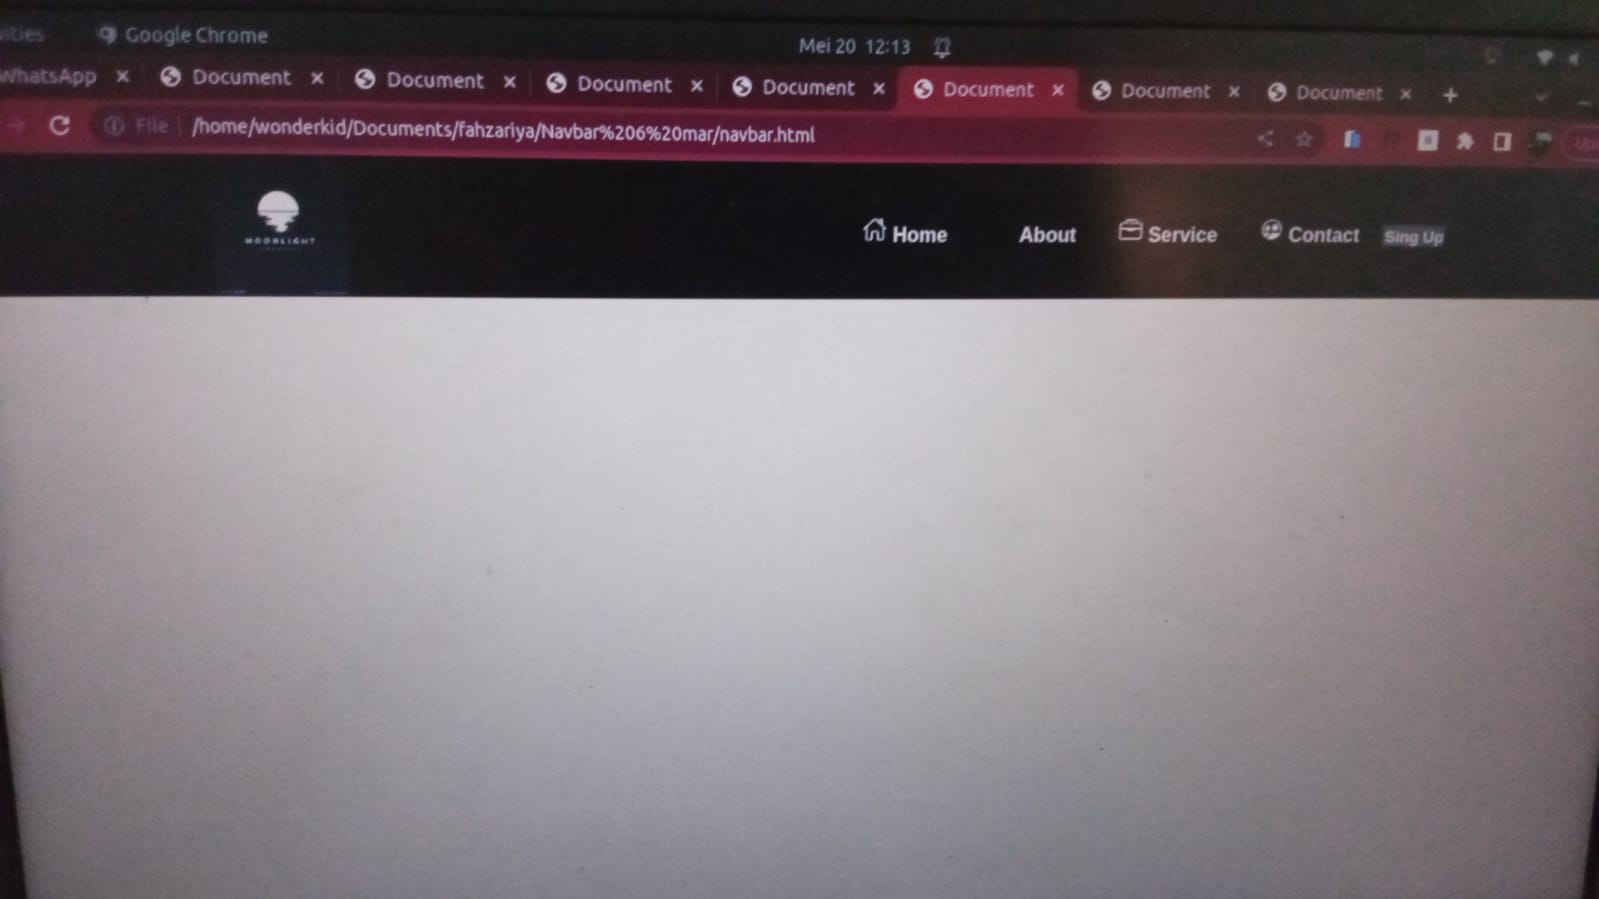 Google Chrome
Mei 20 12:13
WhatsApp
Document
Document
Document
Document
Document
Document
Document
File
/home/wonderkid/Documents/fahzariya/Navbar%206%20mar/navbar.html
MOONLIGHT
Home
About
Service
Contact
Sing Up